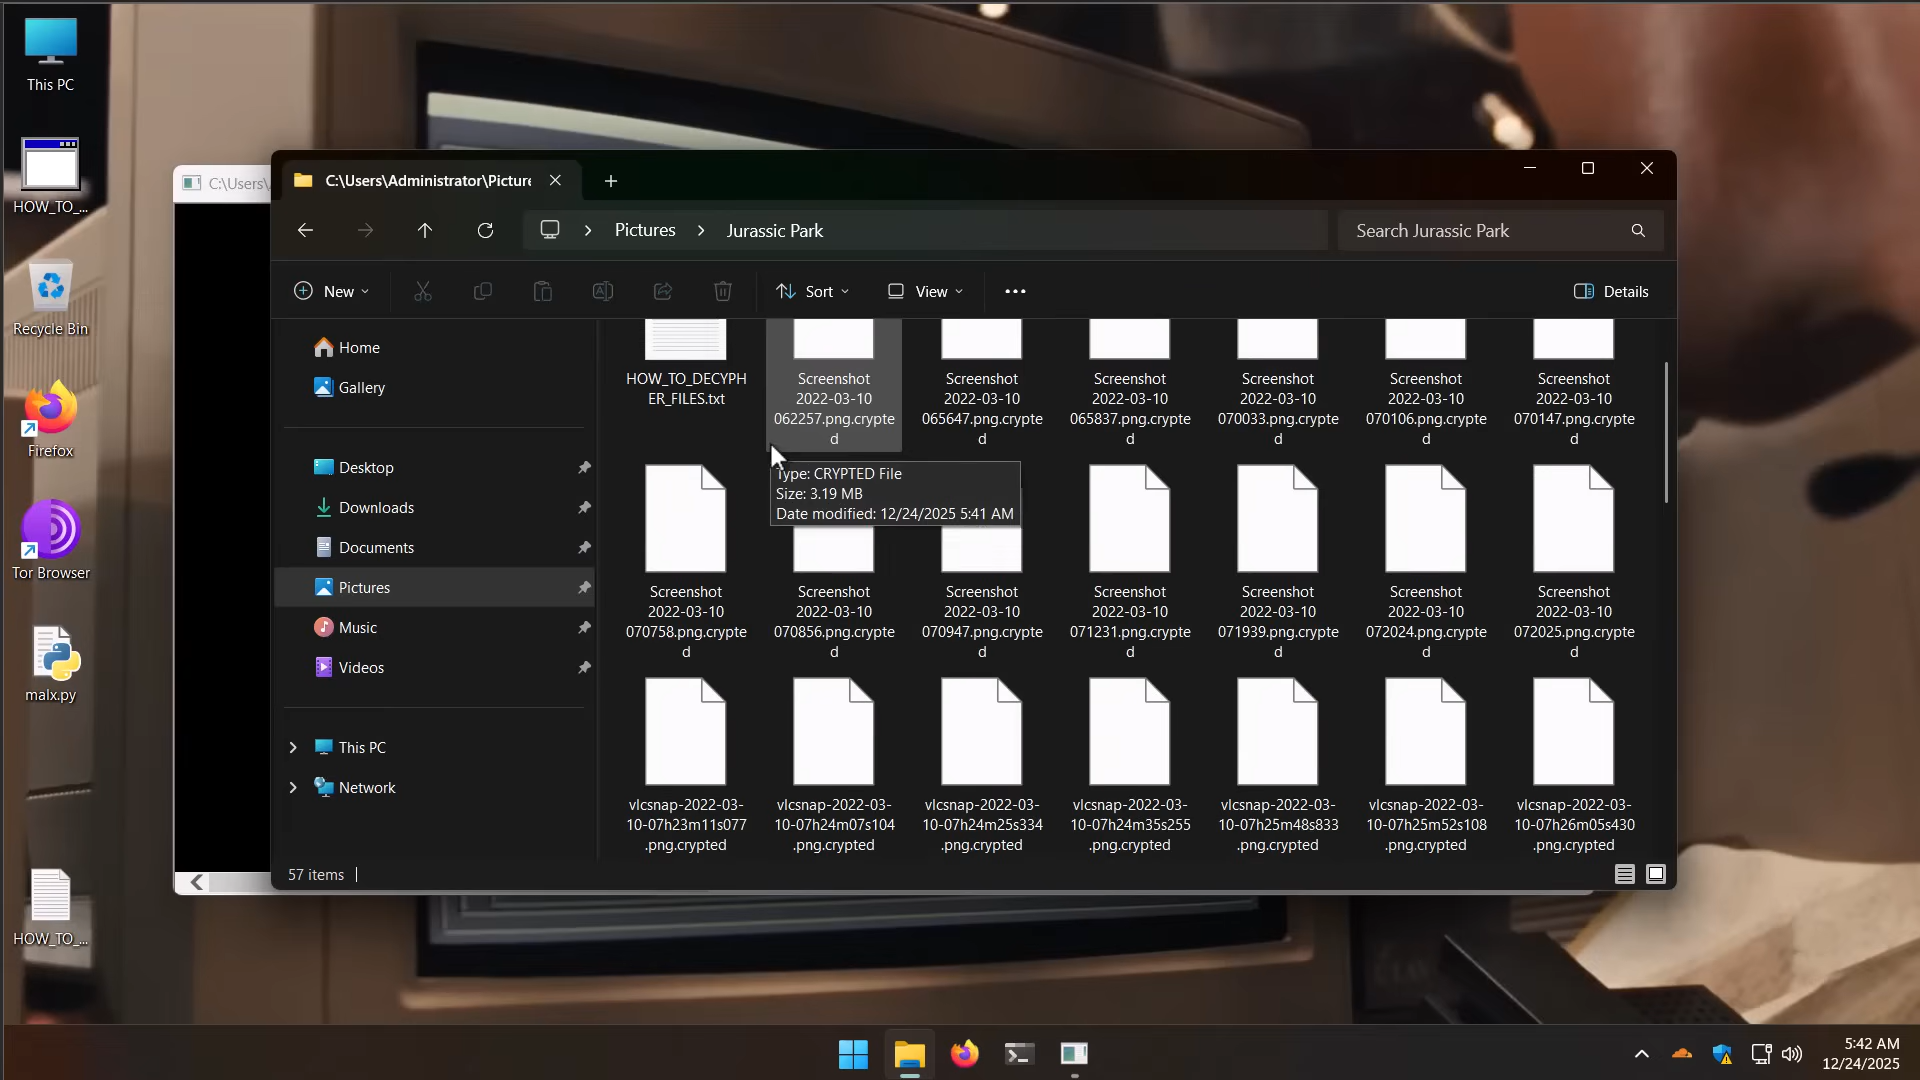 This PC
HOW_TO_...
Recycle Bin
Firefox
Tor Browser
malx.py
HOW_TO_...
C:\Users\
C:\Users\Administrator\Picture
Pictures
Jurassic Park
Search Jurassic Park
New
Sort
View
Details
Home
Gallery
Desktop
Downloads
Documents
Pictures
Music
Videos
This PC
Network
HOW_TO_DECYPH
ER_FILES.txt
Screenshot
2022-03-10
062257.png.crypte
d
Screenshot
2022-03-10
065647.png.crypte
d
Screenshot
2022-03-10
065837.png.crypte
d
Screenshot
2022-03-10
070033.png.crypte
d
Screenshot
2022-03-10
070106.png.crypte
d
Screenshot
2022-03-10
070147.png.crypte
d
Type: CRYPTED File
Size: 3.19 MB
Date modified: 12/24/2025 5:41 AM
Screenshot
2022-03-10
070758.png.crypte
d
Screenshot
2022-03-10
070856.png.crypte
d
Screenshot
2022-03-10
070947.png.crypte
d
Screenshot
2022-03-10
071231.png.crypte
d
Screenshot
2022-03-10
071939.png.crypte
d
Screenshot
2022-03-10
072024.png.crypte
d
Screenshot
2022-03-10
072025.png.crypte
d
vlcsnap-2022-03-
10-07h23m11s077
.png.crypted
vlcsnap-2022-03-
10-07h24m07s104
.png.crypted
vlcsnap-2022-03-
10-07h24m25s334
.png.crypted
vlcsnap-2022-03-
10-07h24m35s255
.png.crypted
vlcsnap-2022-03-
10-07h25m48s833
.png.crypted
vlcsnap-2022-03-
10-07h25m52s108
.png.crypted
vlcsnap-2022-03-
10-07h26m05s430
.png.crypted
57 items
5:42 AM
12/24/2025